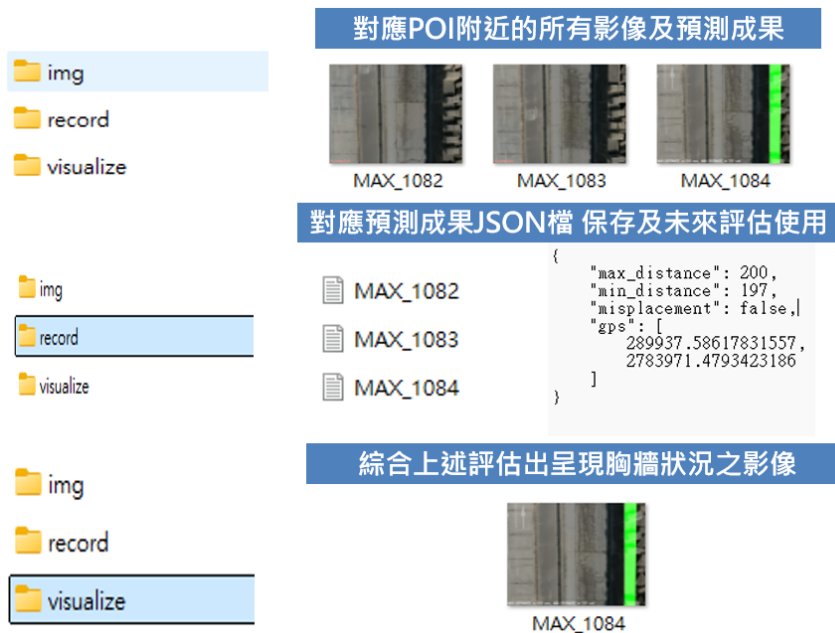 對應POI附近的所有影像及預測成果
img
record
visualize
MAX_1082
MAX_1083
MAX_1084
對應預測成果JSON檔 保存及未來評估使用
img
record
visualize
MAX_1082
MAX_1083
MAX_1084
{
"max_distance": 200,
"min_distance": 197,
"misplacement": false,
"gps": [
289937.58617831557,
2783971.4793423186
]
}
綜合上述評估出呈現胸牆狀況之影像
img
record
visualize
MAX_1084